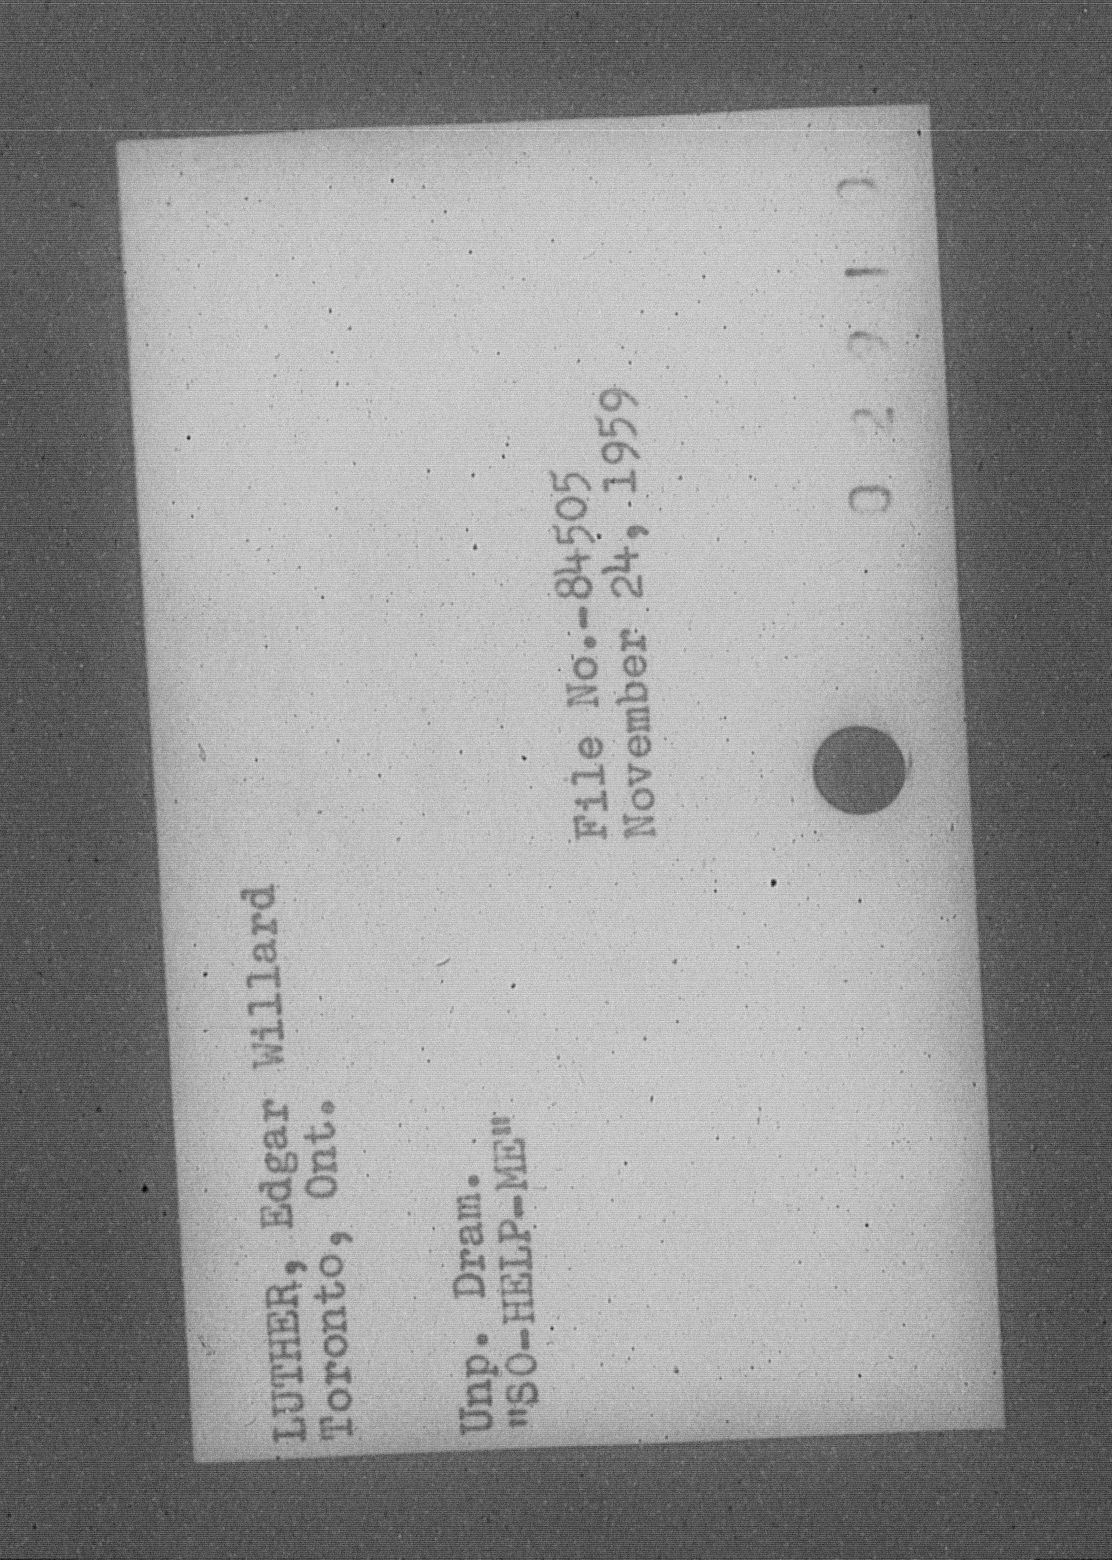 LUTHER, Edgar Willard
Toronto, Ont.
Unp. Dram.
"SO-HELP-ME"
File No.-84505
November 24, 1959